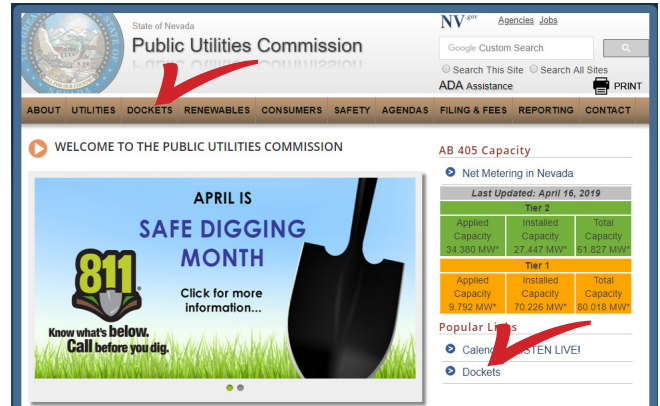 State of Nevada
Public Utilities Commission
NV.gov Agencies Jobs
Google Custom Search
Search This Site Search All Sites
ADA Assistance PRINT
ABOUT UTILITIES DOCKETS RENEWABLES CONSUMERS SAFETY AGENDAS FILING & FEES REPORTING CONTACT
WELCOME TO THE PUBLIC UTILITIES COMMISSION
APRIL IS
SAFE DIGGING
MONTH
Click for more
information...
811
Know what's below.
Call before you dig.
AB 405 Capacity
Net Metering in Nevada
Last Updated: April 16, 2019
Tier 2
Applied Installed Total
Capacity Capacity Capacity
34.380 MW* 27.447 MW* 61.827 MW*
Tier 1
Applied Installed Total
Capacity Capacity Capacity
9.792 MW* 70.226 MW* 80.018 MW*
Popular
LIVE!
Dockets